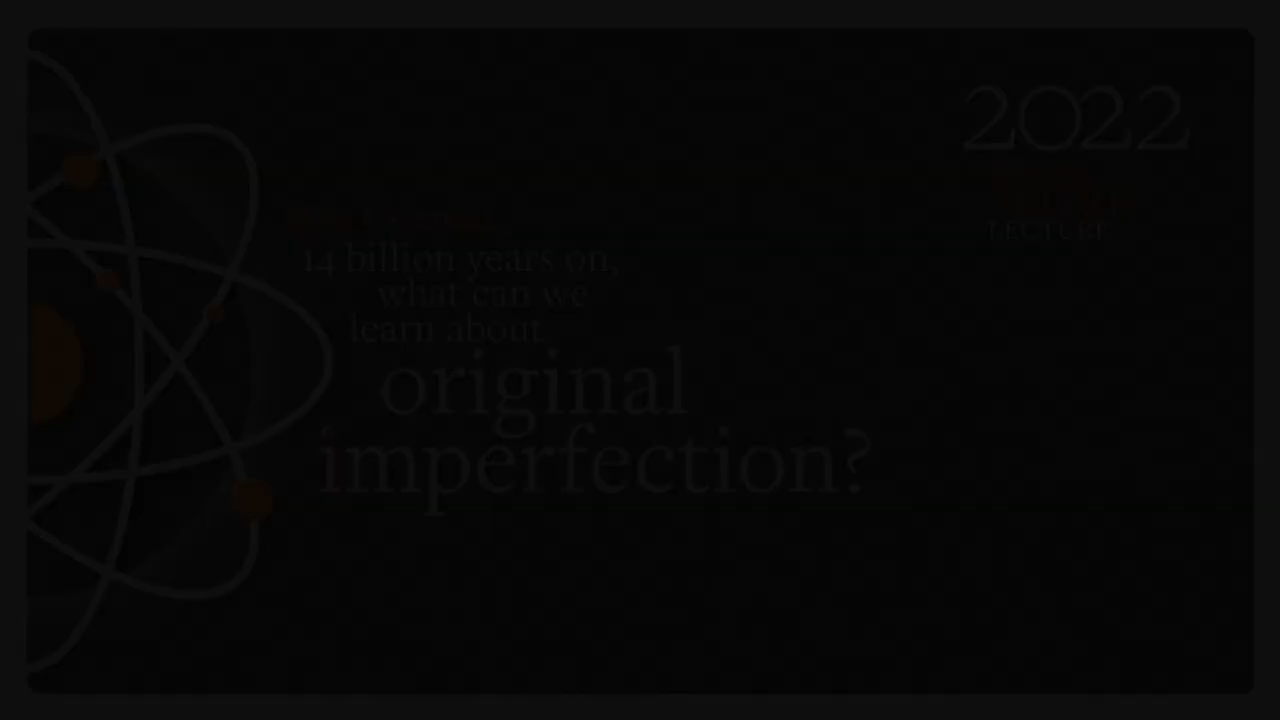 2022
LECTURE
14 billion years on,
what can we
learn about
original
imperfection?